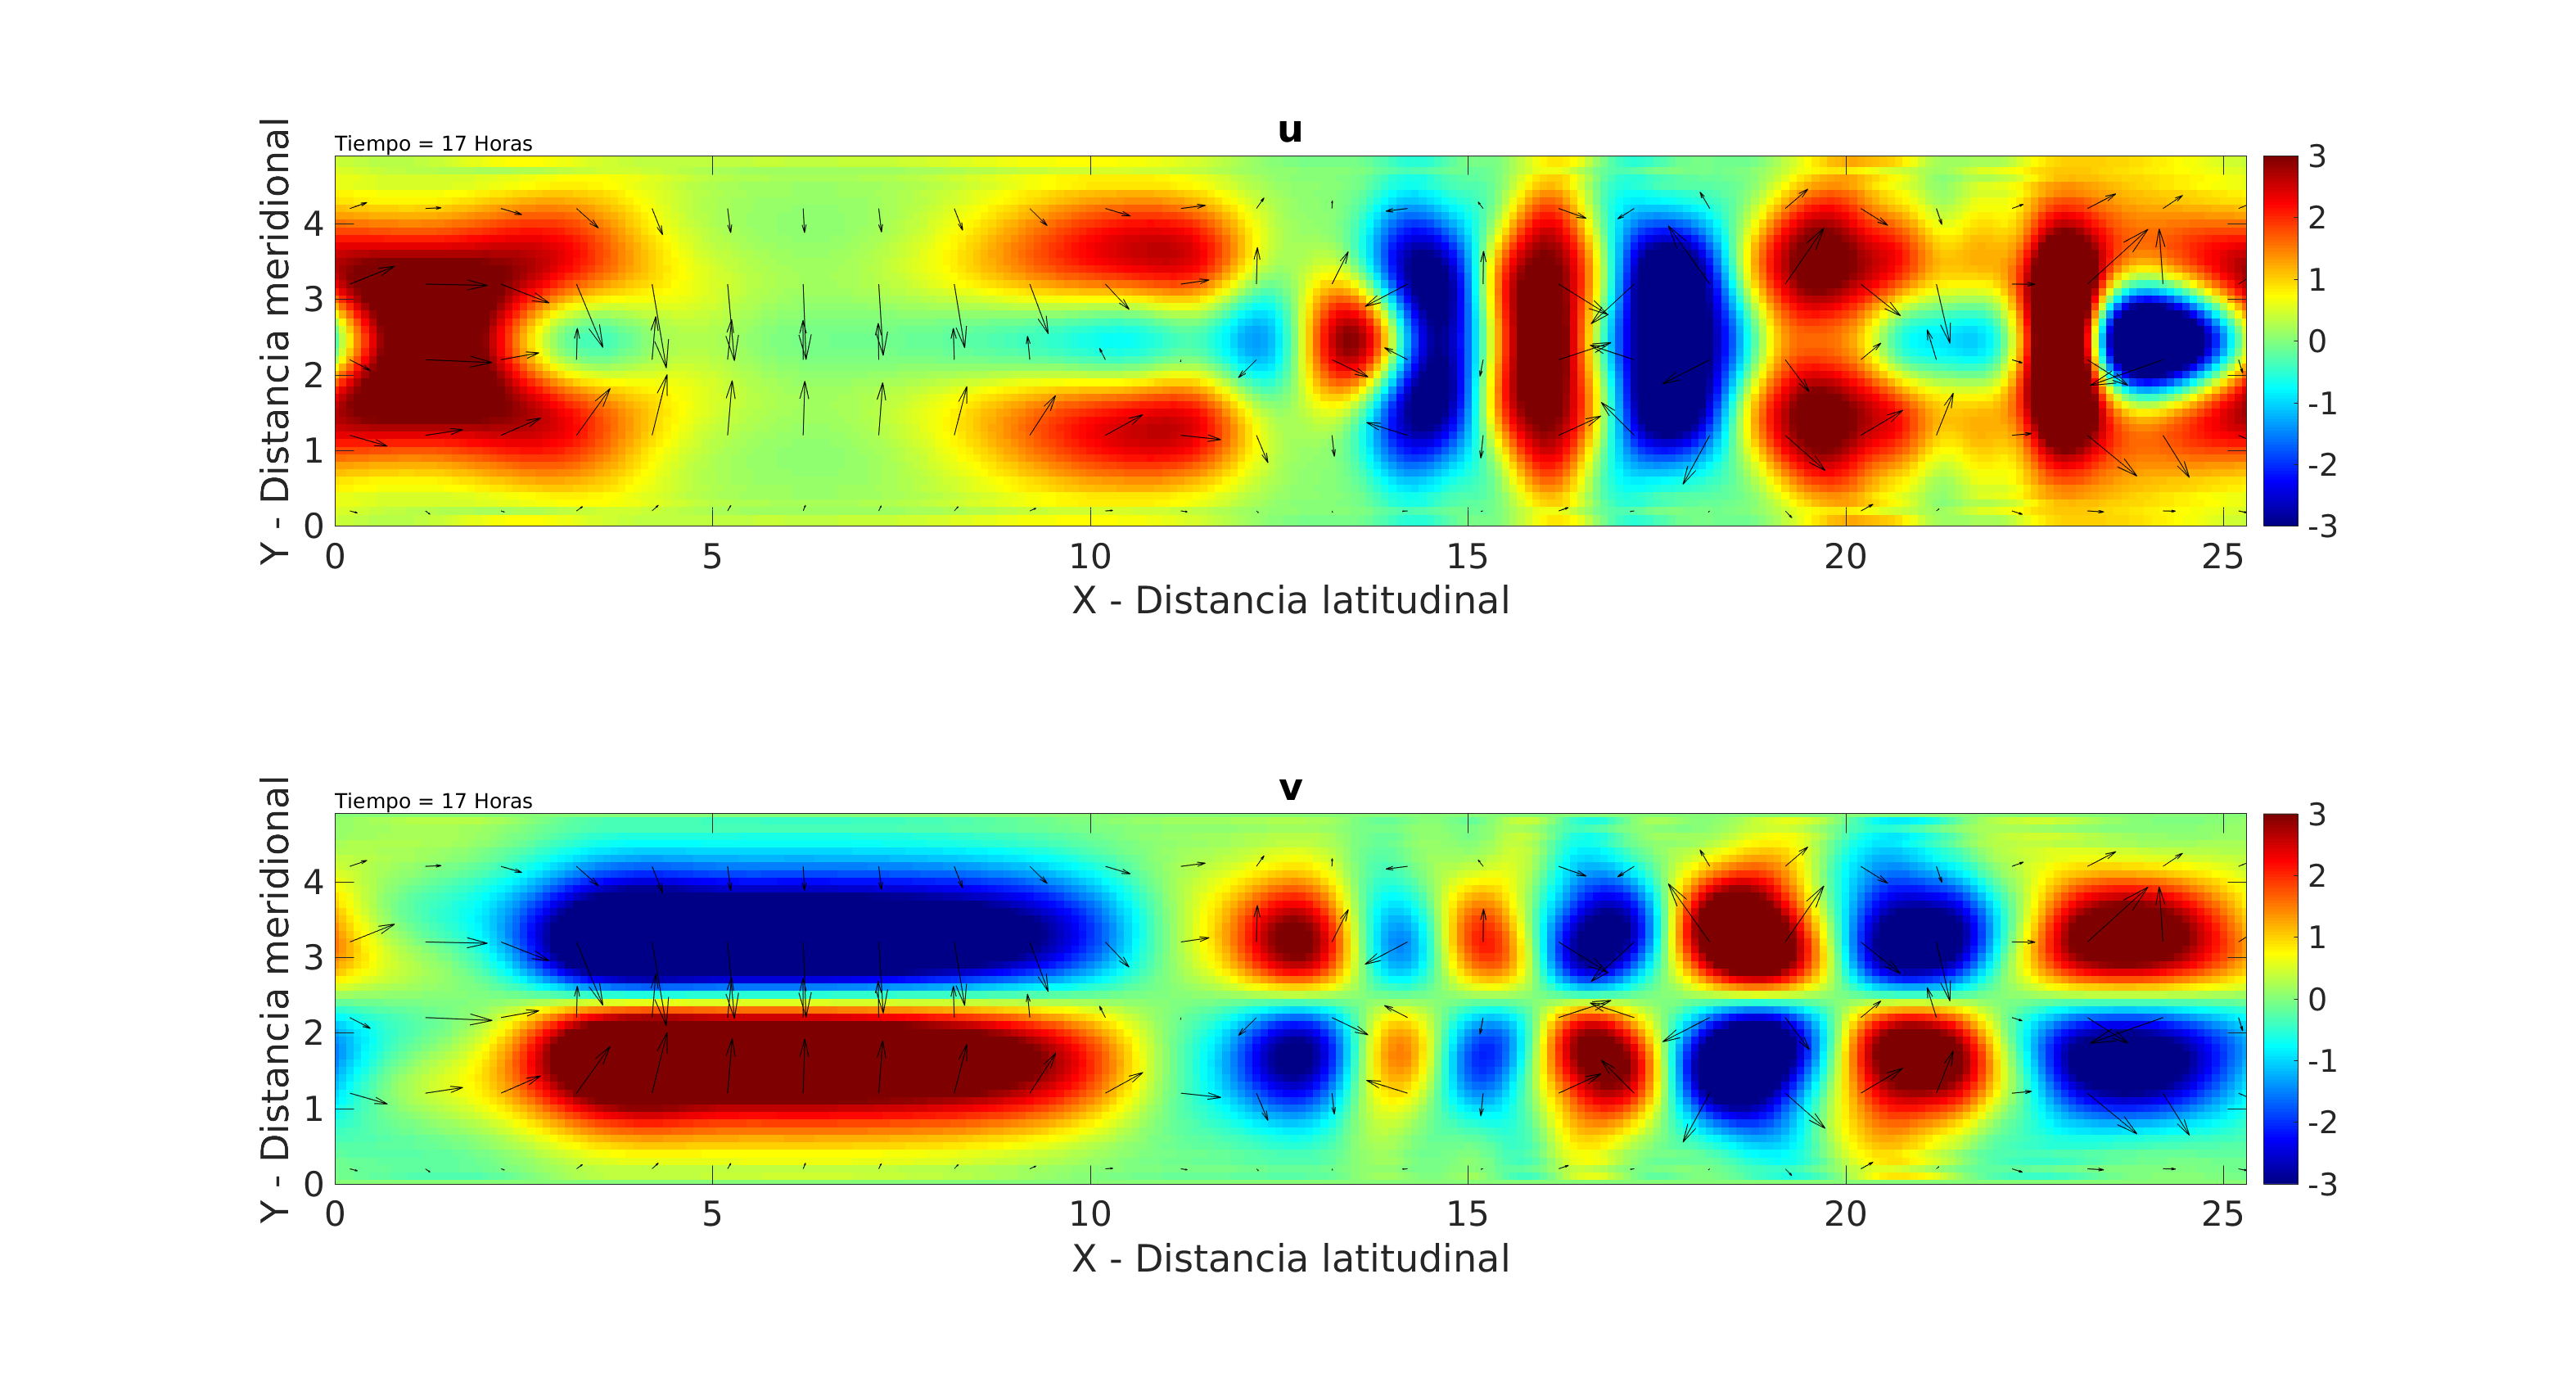 u
Tiempo = 17 Horas
Y - Distancia meridional
4
3
2
1
0
0 5 10 15 20 25
X - Distancia latitudinal
3
2
1
0
-1
-2
-3
v
Tiempo = 17 Horas
Y - Distancia meridional
4
3
2
1
0
0 5 10 15 20 25
X - Distancia latitudinal
3
2
1
0
-1
-2
-3